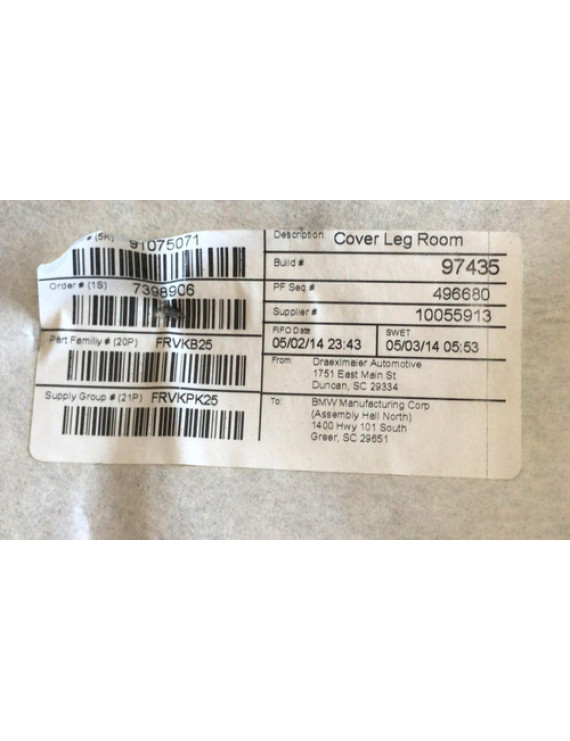 # (5K) 91075071
Order # (1S) 7398906
Part Family # (20P) FRVKB25
Supply Group # (21P) FRVKPK25
Description Cover Leg Room
Build # 97435
PF Seq # 496680
Supplier # 10055913
FIFO Date SWET
05/02/14 23:43 05/03/14 05:53
From: Draexlmaier Automotive
1751 East Main St
Duncan, SC 29334
To: BMW Manufacturing Corp
(Assembly Hall North)
1400 Hwy 101 South
Greer, SC 29651